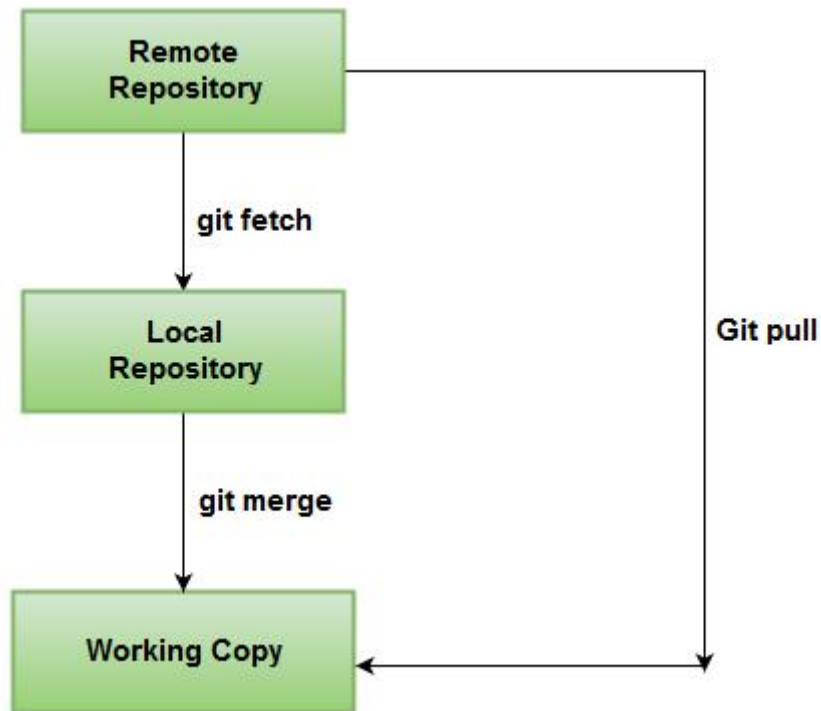 Remote
Repository
git fetch
Local
Repository
Git pull
git merge
Working Copy